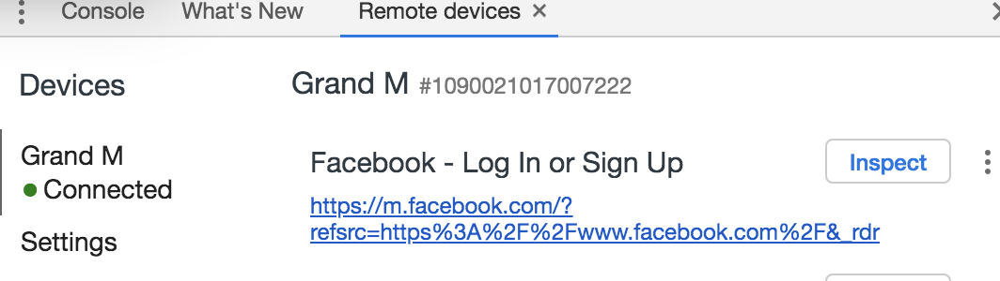 Console What's New Remote devices ×
Devices
Grand M #1090021017007222
Grand M
Connected
Settings
Facebook - Log In or Sign Up
Inspect
https://m.facebook.com/?
refsrc=https%3A%2F%2Fwww.facebook.com%2F&_rdr